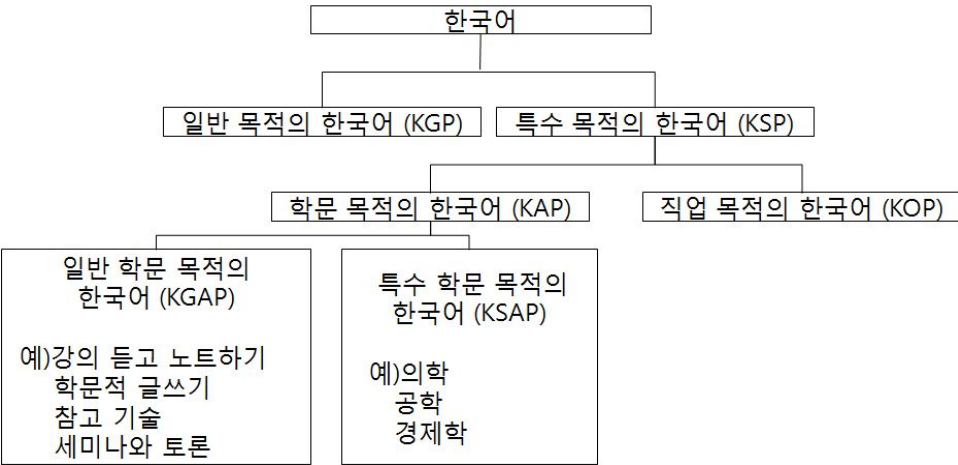 한국어
일반 목적의 한국어 (KGP)
특수 목적의 한국어 (KSP)
학문 목적의 한국어 (KAP)
직업 목적의 한국어 (KOP)
일반 학문 목적의
한국어 (KGAP)
예)강의 듣고 노트하기
학문적 글쓰기
참고 기술
세미나와 토론
특수 학문 목적의
한국어 (KSAP)
예)의학
공학
경제학